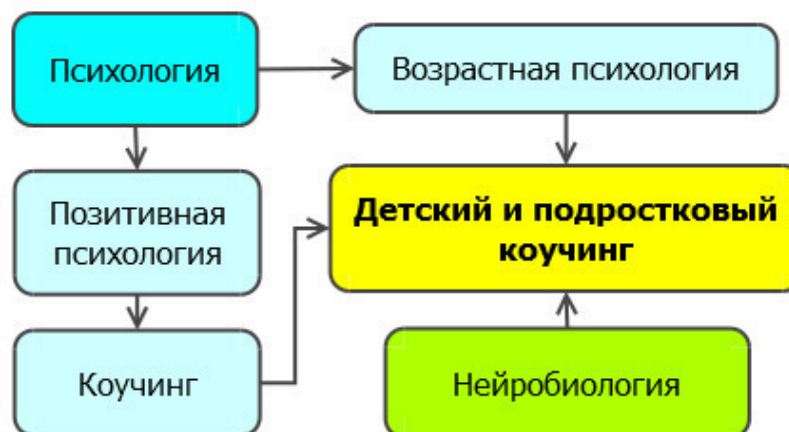 Психология
Возрастная психология
Позитивная
психология
Детский и подростковый
коучинг
Коучинг
Нейробиология